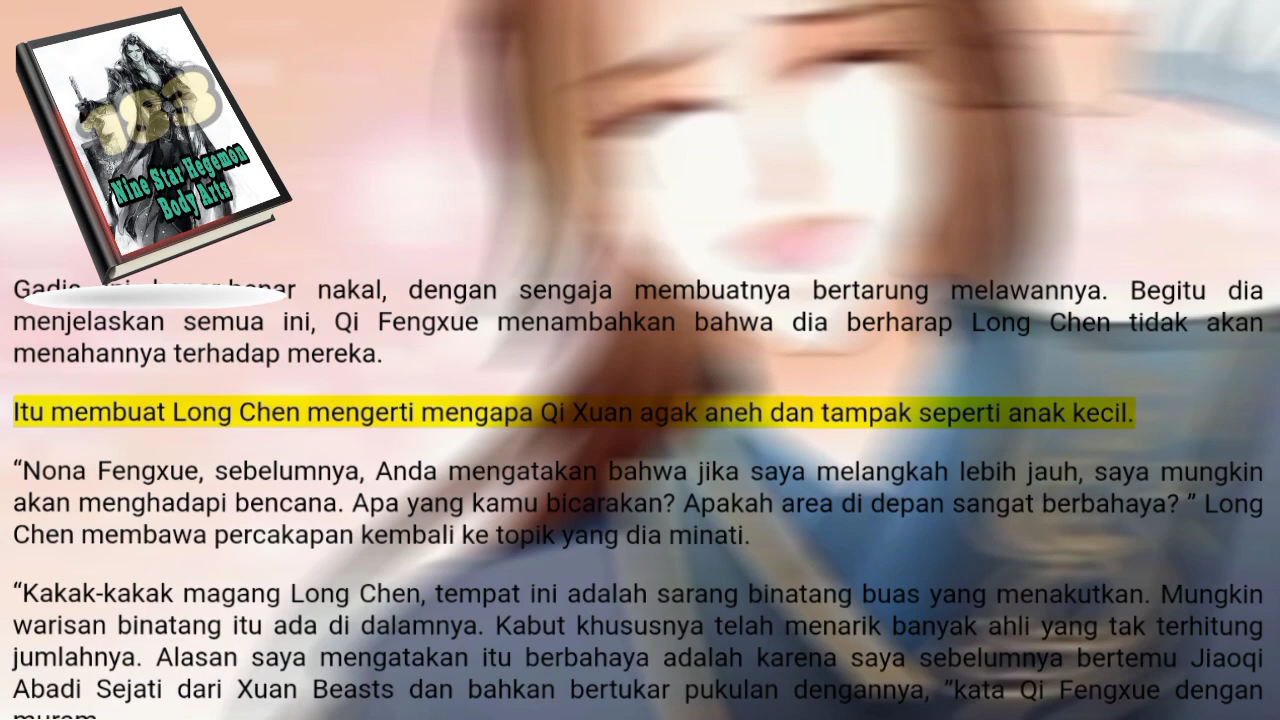 193
Nine Star Hegemon
Body Arts
Gadis ini benar-benar nakal, dengan sengaja membuatnya bertarung melawannya. Begitu dia
menjelaskan semua ini, Qi Fengxue menambahkan bahwa dia berharap Long Chen tidak akan
menahannya terhadap mereka.
Itu membuat Long Chen mengerti mengapa Qi Xuan agak aneh dan tampak seperti anak kecil.
“Nona Fengxue, sebelumnya, Anda mengatakan bahwa jika saya melangkah lebih jauh, saya mungkin
akan menghadapi bencana. Apa yang kamu bicarakan? Apakah area di depan sangat berbahaya? ” Long
Chen membawa percakapan kembali ke topik yang dia minati.
“Kakak-kakak magang Long Chen, tempat ini adalah sarang binatang buas yang menakutkan. Mungkin
warisan binatang itu ada di dalamnya. Kabut khususnya telah menarik banyak ahli yang tak terhitung
jumlahnya. Alasan saya mengatakan itu berbahaya adalah karena saya sebelumnya bertemu Jiaoqi
Abadi Sejati dari Xuan Beasts dan bahkan bertukar pukulan dengannya, ”kata Qi Fengxue dengan
muram.